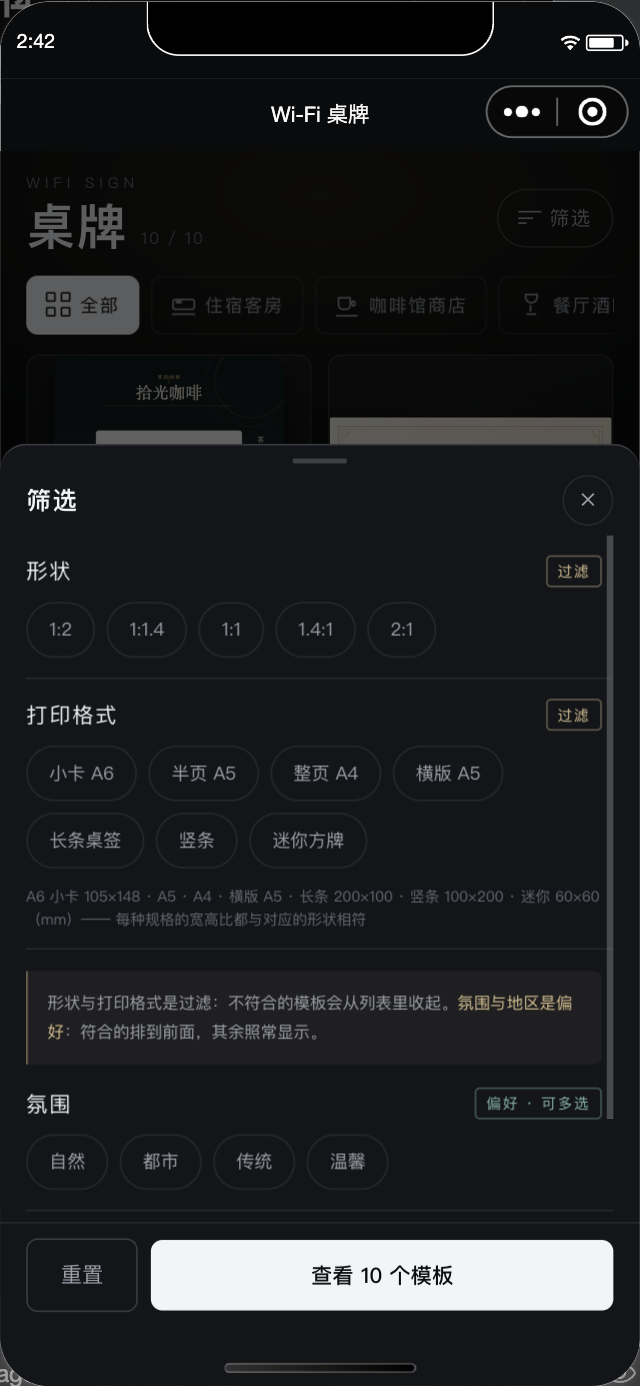 2:42
Wi-Fi 桌牌
WIFI SIGN
桌牌 10 / 10
筛选
全部 住宿客房 咖啡馆商店 餐厅酒
拾光咖啡
筛选
形状 过滤
1:2 1:1.4 1:1 1.4:1 2:1
打印格式 过滤
小卡 A6 半页 A5 整页 A4 横版 A5
长条桌签 竖条 迷你方牌
A6 小卡 105×148 · A5 · A4 · 横版 A5 · 长条 200×100 · 竖条 100×200 · 迷你 60×60
（mm）—— 每种规格的宽高比都与对应的形状相符
形状与打印格式是过滤：不符合的模板会从列表里收起。氛围与地区是偏
好：符合的排到前面，其余照常显示。
氛围 偏好 · 可多选
自然 都市 传统 温馨
重置 查看 10 个模板